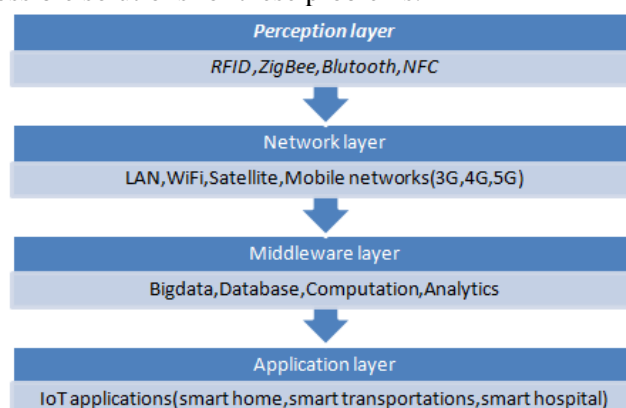 Perception layer
RFID,ZigBee,Blutooth,NFC
Network layer
LAN,WiFi,Satellite,Mobile networks(3G,4G,5G)
Middleware layer
Bigdata,Database,Computation,Analytics
Application layer
IoT applications(smart home,smart transportations,smart hospital)